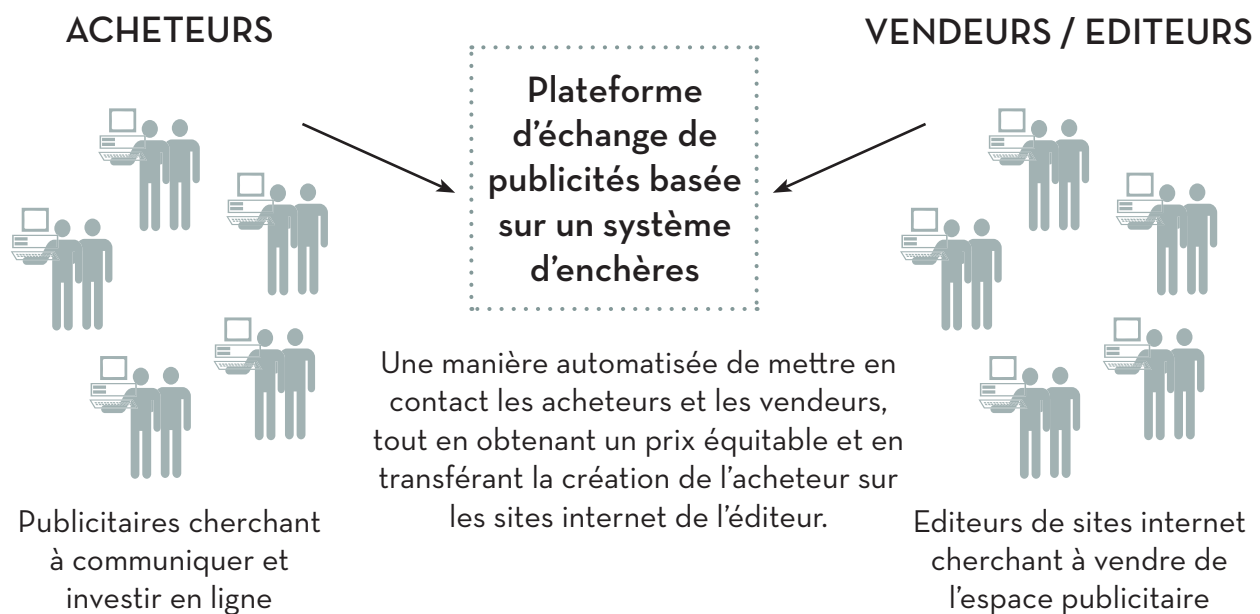 ACHETEURS
VENDEURS / EDITEURS
Plateforme
d’échange de
publicités basée
sur un système
d’enchères
Une manière automatisée de mettre en
contact les acheteurs et les vendeurs,
tout en obtenant un prix équitable et en
transférant la création de l’acheteur sur
les sites internet de l’éditeur.
Publicitaires cherchant
à communiquer et
investir en ligne
Editeurs de sites internet
cherchant à vendre de
l’espace publicitaire